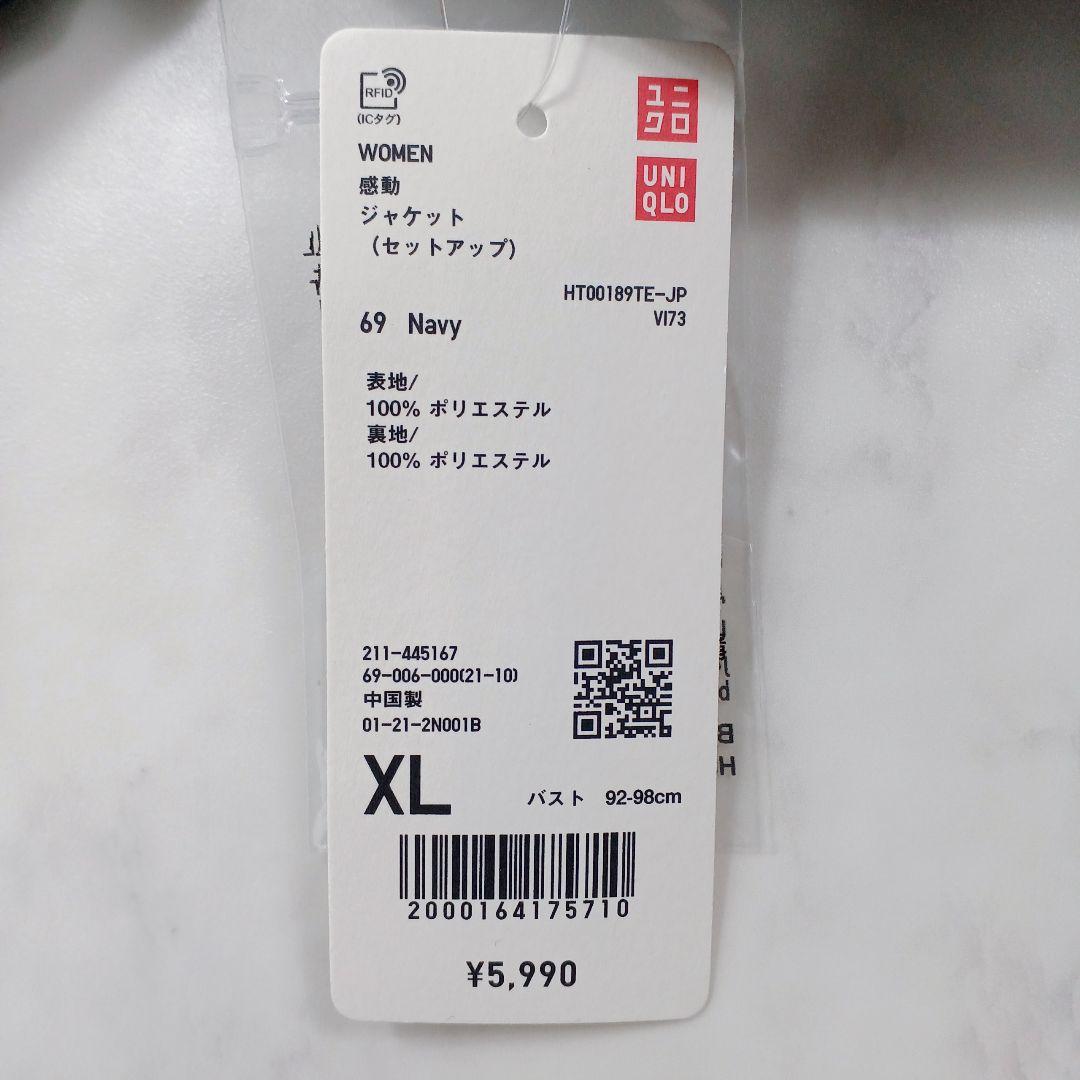 RFID
(ICタグ)
ユニ
クロ
UNI
QLO
WOMEN
感動
ジャケット
(セットアップ)
HT00189TE-JP
VI73
69 Navy
表地/
100% ポリエステル
裏地/
100% ポリエステル
211-445167
69-006-000(21-10)
中国製
01-21-2N001B
XL
バスト 92-98cm
2000164175710
¥5,990